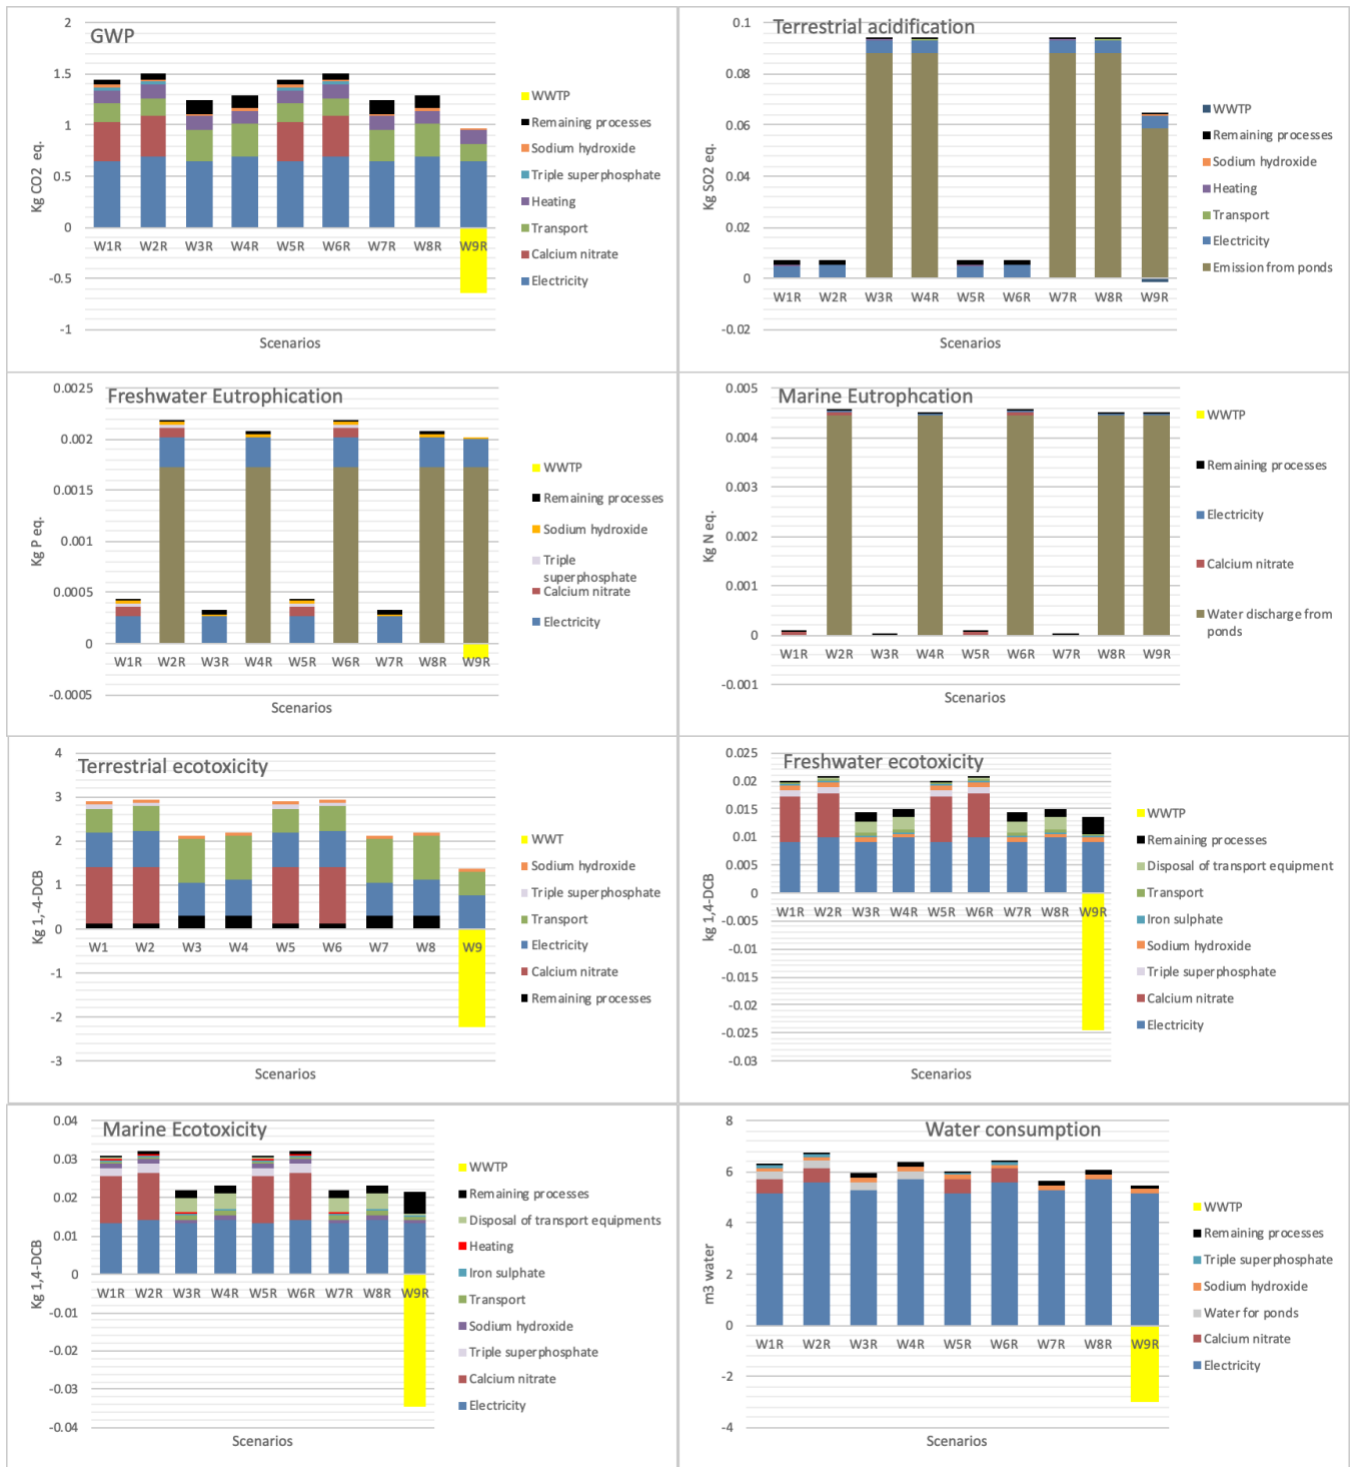 GWP
2
1.5
1
0.5
0
-0.5
-1
Kg CO2 eq.
W1R W2R W3R W4R W5R W6R W7R W8R W9R
Scenarios
WWTP
Remaining processes
Sodium hydroxide
Triple superphosphate
Heating
Transport
Calcium nitrate
Electricity
Terrestrial acidification
0.1
0.08
0.06
0.04
0.02
0
-0.02
Kg SO2 eq.
W1R W2R W3R W4R W5R W6R W7R W8R W9R
Scenarios
WWTP
Remaining processes
Sodium hydroxide
Heating
Transport
Electricity
Emission from ponds
Freshwater Eutrophication
0.0025
0.002
0.0015
0.001
0.0005
0
-0.0005
Kg P eq.
W1R W2R W3R W4R W5R W6R W7R W8R W9R
Scenarios
WWTP
Remaining processes
Sodium hydroxide
Triple
superphosphate
Calcium nitrate
Electricity
Marine Eutrophcation
0.005
0.004
0.003
0.002
0.001
0
-0.001
Kg N eq.
W1R W2R W3R W4R W5R W6R W7R W8R W9R
Scenarios
WWTP
Remaining processes
Electricity
Calcium nitrate
Water discharge from
ponds
Terrestrial ecotoxicity
4
3
2
1
0
-1
-2
-3
Kg 1,-4-DCB
W1 W2 W3 W4 W5 W6 W7 W8 W9
Scenarios
WWT
Sodium hydroxide
Triple superphosphate
Transport
Electricity
Calcium nitrate
Remaining processes
Freshwater ecotoxicity
0.025
0.02
0.015
0.01
0.005
0
-0.005
-0.01
-0.015
-0.02
-0.025
-0.03
kg 1,4-DCB
W1R W2R W3R W4R W5R W6R W7R W8R W9R
Scenarios
WWTP
Remaining processes
Disposal of transport equipment
Transport
Iron sulphate
Sodium hydroxide
Triple superphosphate
Calcium nitrate
Electricity
Marine Ecotoxicity
0.04
0.03
0.02
0.01
0
-0.01
-0.02
-0.03
-0.04
Kg 1,4-DCB
W1R W2R W3R W4R W5R W6R W7R W8R W9R
Scenarios
WWTP
Remaining processes
Disposal of transport equipments
Heating
Iron sulphate
Transport
Sodium hydroxide
Triple superphosphate
Calcium nitrate
Electricity
Water consumption
8
6
4
2
0
-2
-4
m3 water
W1R W2R W3R W4R W5R W6R W7R W8R W9R
Scenarios
WWTP
Remaining processes
Triple superphosphate
Sodium hydroxide
Water for ponds
Calcium nitrate
Electricity